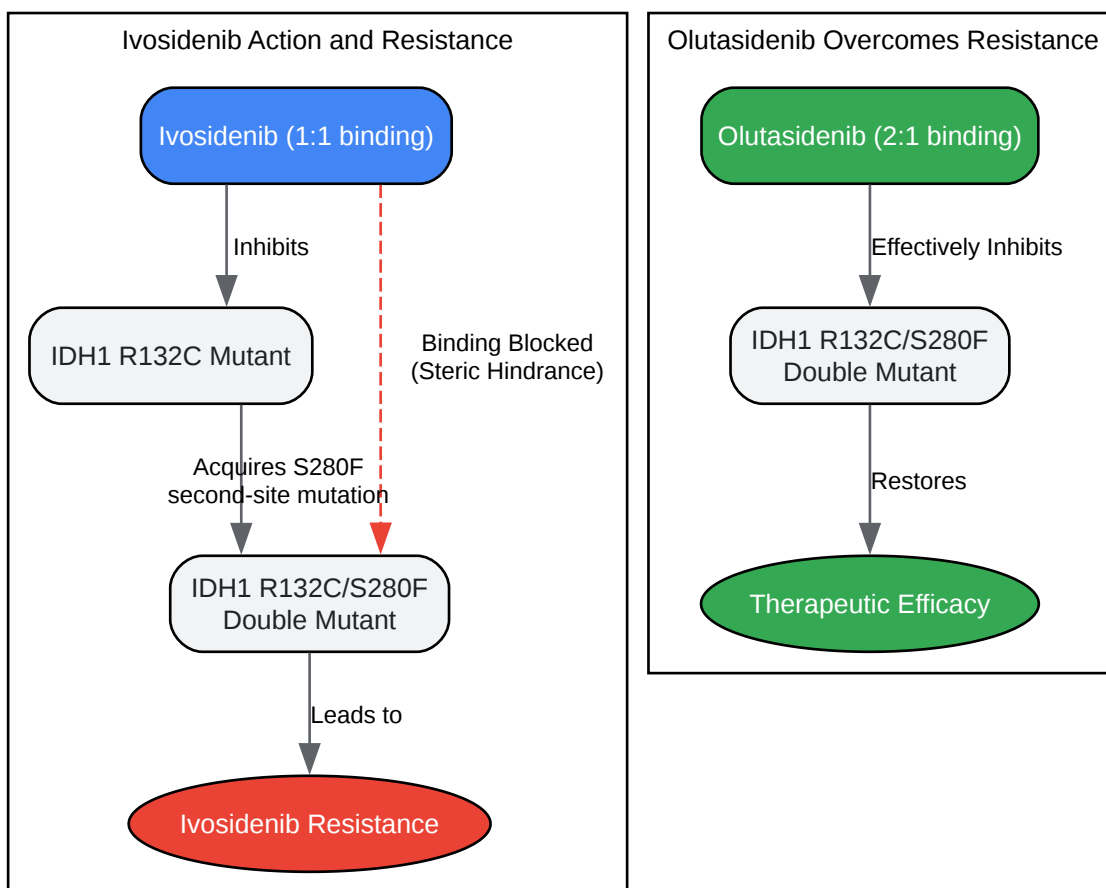 Ivosidenib Action and Resistance
Ivosidenib (1:1 binding)
Inhibits
IDH1 R132C Mutant
Binding Blocked
(Steric Hindrance)
Acquires S280F
second-site mutation
IDH1 R132C/S280F
Double Mutant
Leads to
Ivosidenib Resistance
Olutasidenib Overcomes Resistance
Olutasidenib (2:1 binding)
Effectively Inhibits
IDH1 R132C/S280F
Double Mutant
Restores
Therapeutic Efficacy